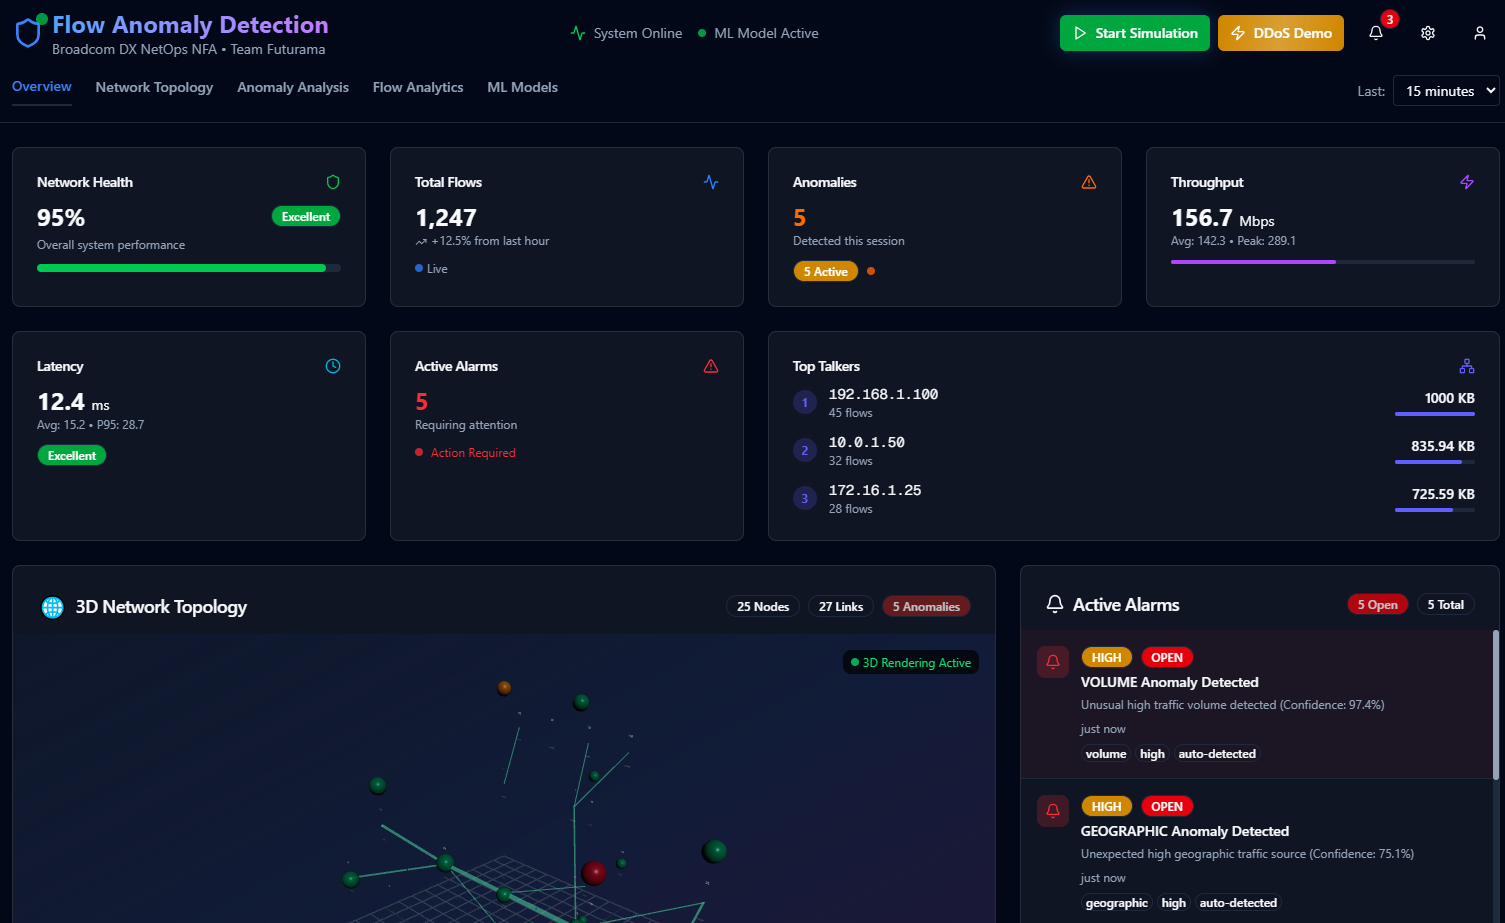 Flow Anomaly Detection
Broadcom DX NetOps NFA • Team Futurama
System Online
ML Model Active
Start Simulation
DDoS Demo
3
Overview
Network Topology
Anomaly Analysis
Flow Analytics
ML Models
Last:
15 minutes
Network Health
95%
Excellent
Overall system performance
Total Flows
1,247
+12.5% from last hour
Live
Anomalies
5
Detected this session
5 Active
Throughput
156.7 Mbps
Avg: 142.3 • Peak: 289.1
Latency
12.4 ms
Avg: 15.2 • P95: 28.7
Excellent
Active Alarms
5
Requiring attention
Action Required
Top Talkers
1
192.168.1.100
45 flows
1000 KB
2
10.0.1.50
32 flows
835.94 KB
3
172.16.1.25
28 flows
725.59 KB
3D Network Topology
25 Nodes
27 Links
5 Anomalies
3D Rendering Active
Active Alarms
5 Open
5 Total
HIGH
OPEN
VOLUME Anomaly Detected
Unusual high traffic volume detected (Confidence: 97.4%)
just now
volume
high
auto-detected
HIGH
OPEN
GEOGRAPHIC Anomaly Detected
Unexpected high geographic traffic source (Confidence: 75.1%)
just now
geographic
high
auto-detected